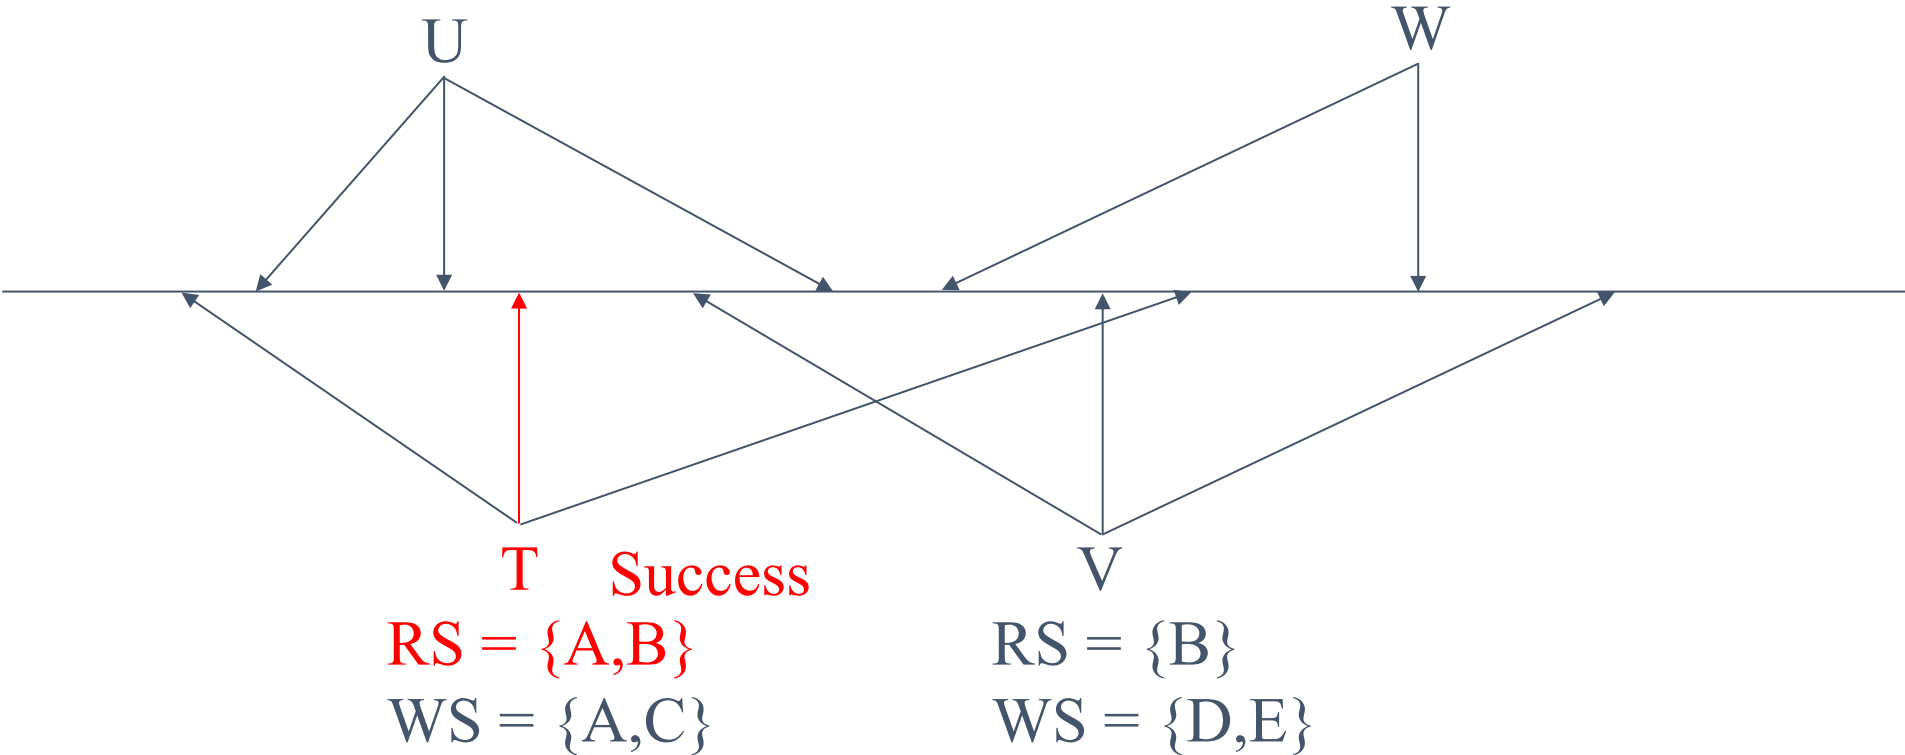 U
W
T Success
RS = {A,B}
WS = {A,C}
V
RS = {B}
WS = {D,E}